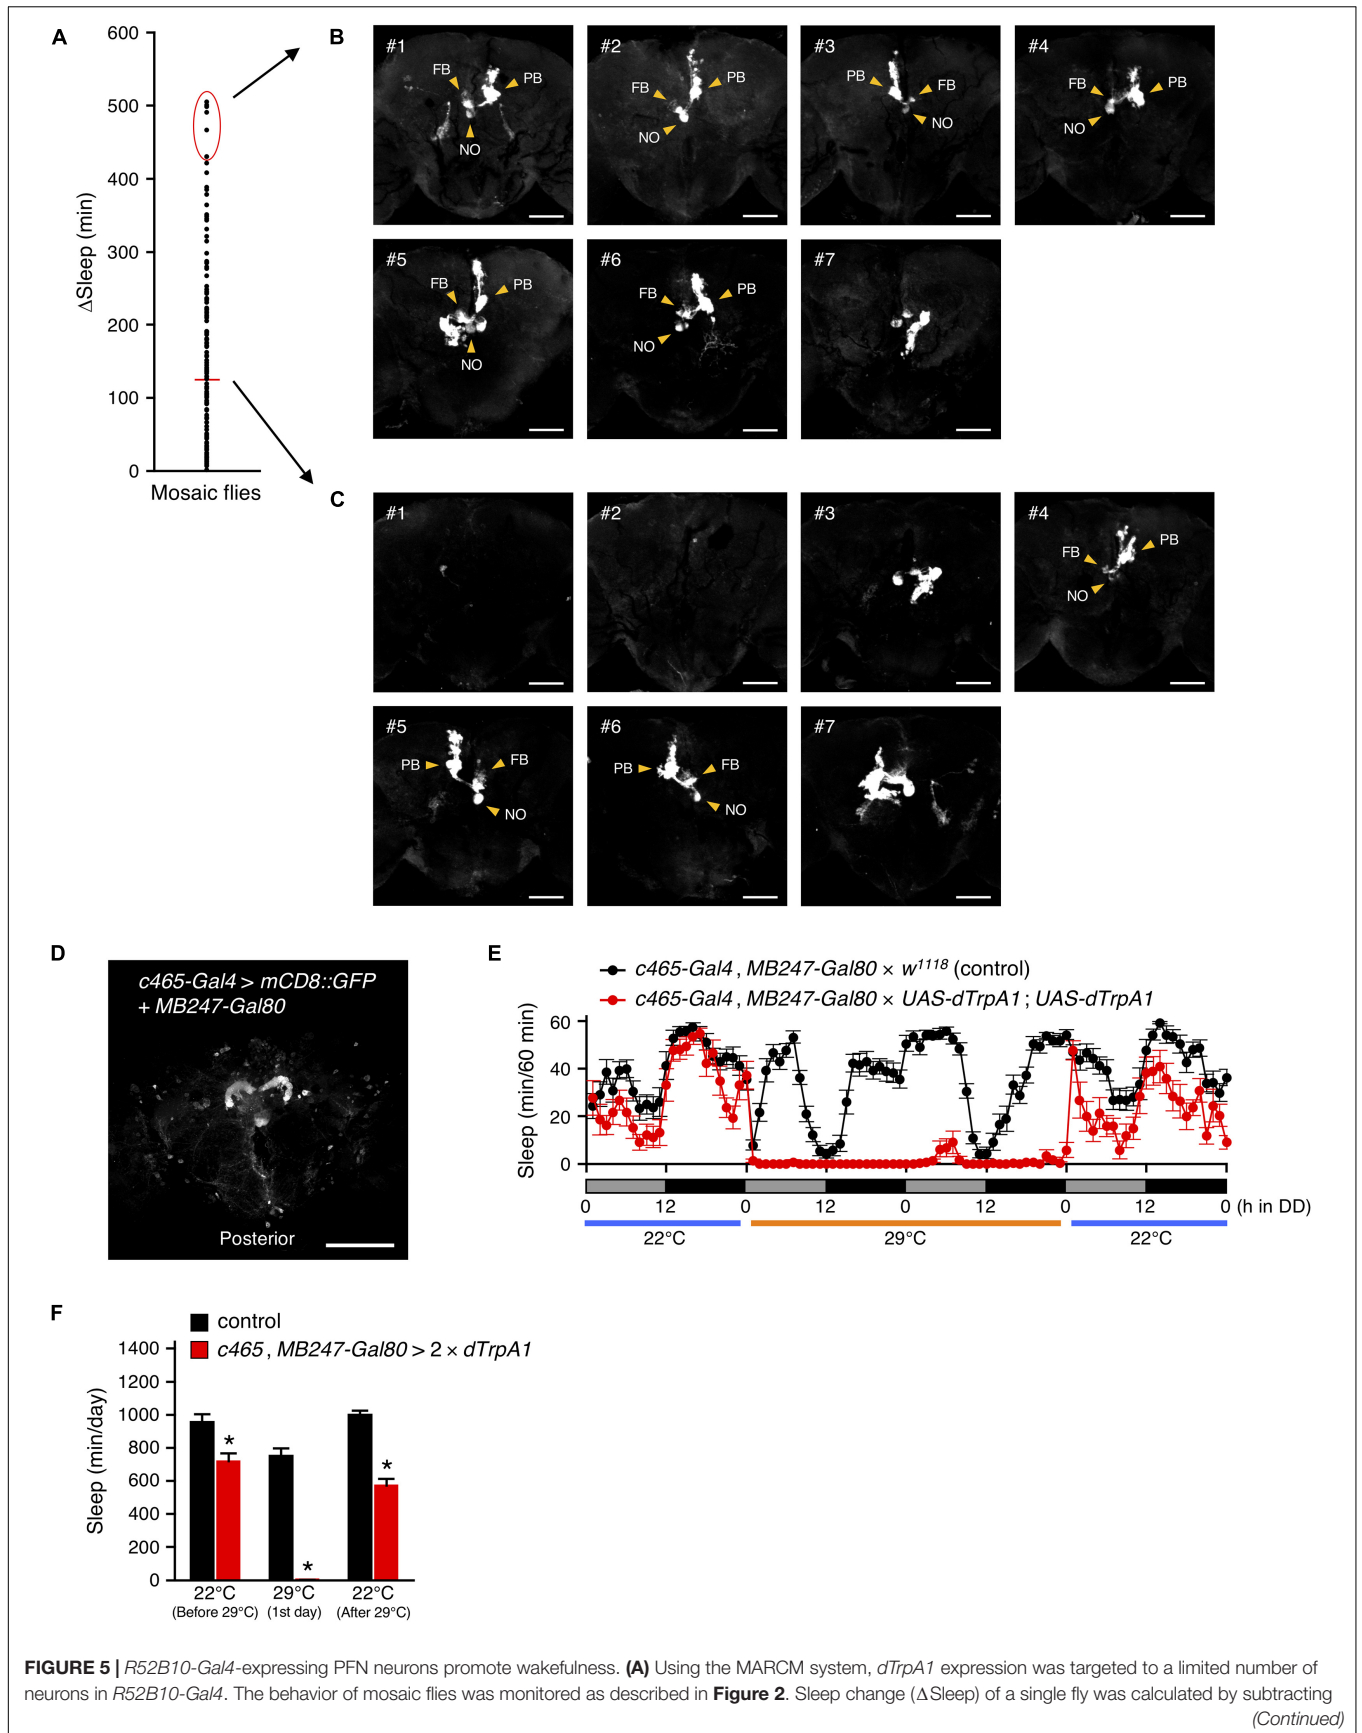 A
600
500
400
300
200
100
0
ΔSleep (min)
Mosaic flies
B
#1
FB
PB
NO
#2
FB
PB
NO
#3
PB
FB
NO
#4
FB
PB
NO
#5
FB
PB
NO
#6
FB
PB
NO
#7
C
#1
#2
#3
#4
FB
PB
NO
#5
PB
FB
NO
#6
PB
FB
NO
#7
D
c465-Gal4 > mCD8::GFP
+ MB247-Gal80
Posterior
E
c465-Gal4 , MB247-Gal80 × w1118 (control)
c465-Gal4 , MB247-Gal80 × UAS-dTrpA1 ; UAS-dTrpA1
Sleep (min/60 min)
60
40
20
0
0 12 0 12 0 12 0 12 0 (h in DD)
22°C 29°C 22°C
F
control
c465 , MB247-Gal80 > 2 × dTrpA1
Sleep (min/day)
1400
1200
1000
800
600
400
200
0
* * *
22°C 29°C 22°C
(Before 29°C) (1st day) (After 29°C)
FIGURE 5 | R52B10-Gal4-expressing PFN neurons promote wakefulness. (A) Using the MARCM system, dTrpA1 expression was targeted to a limited number of
neurons in R52B10-Gal4. The behavior of mosaic flies was monitored as described in Figure 2. Sleep change (ΔSleep) of a single fly was calculated by subtracting
(Continued)